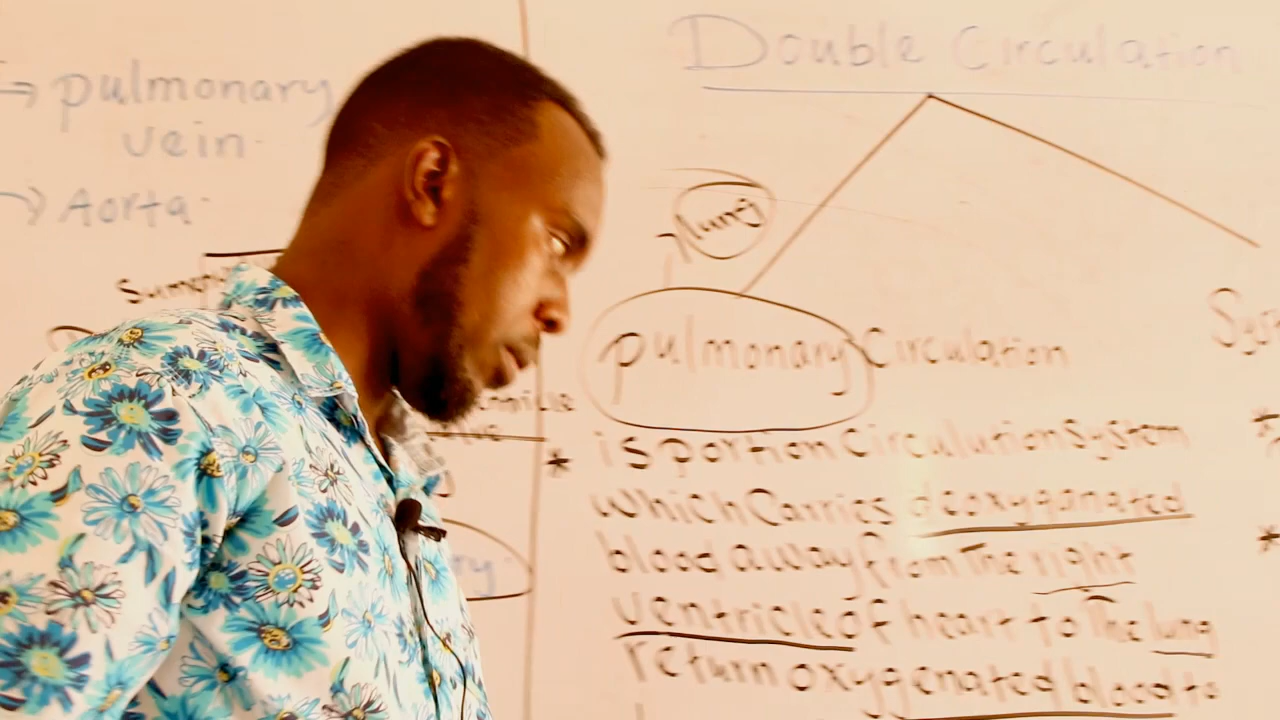 → pulmonary
vein.
→ Aorta.
Double Circulation
lung
pulmonary Circulation
* is portion Circulution System
which Carries deoxygenated
blood away from The right
ventricle of heart to The lung
return oxygenated blood to